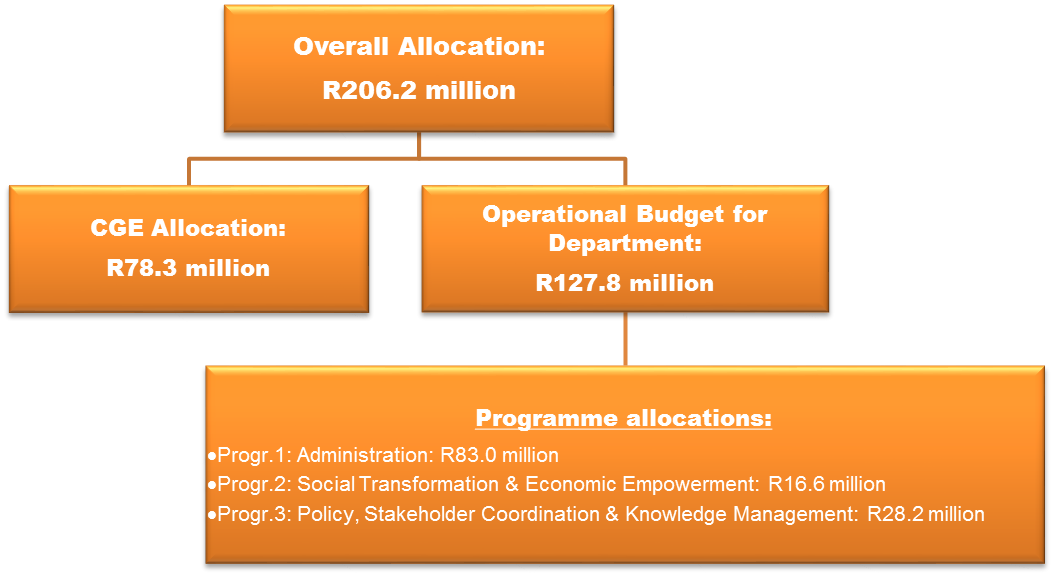 Overall Allocation:
R206.2 million
CGE Allocation:
R78.3 million
Operational Budget for
Department:
R127.8 million
Programme allocations:
•Progr.1: Administration: R83.0 million
•Progr.2: Social Transformation & Economic Empowerment: R16.6 million
•Progr.3: Policy, Stakeholder Coordination & Knowledge Management: R28.2 million